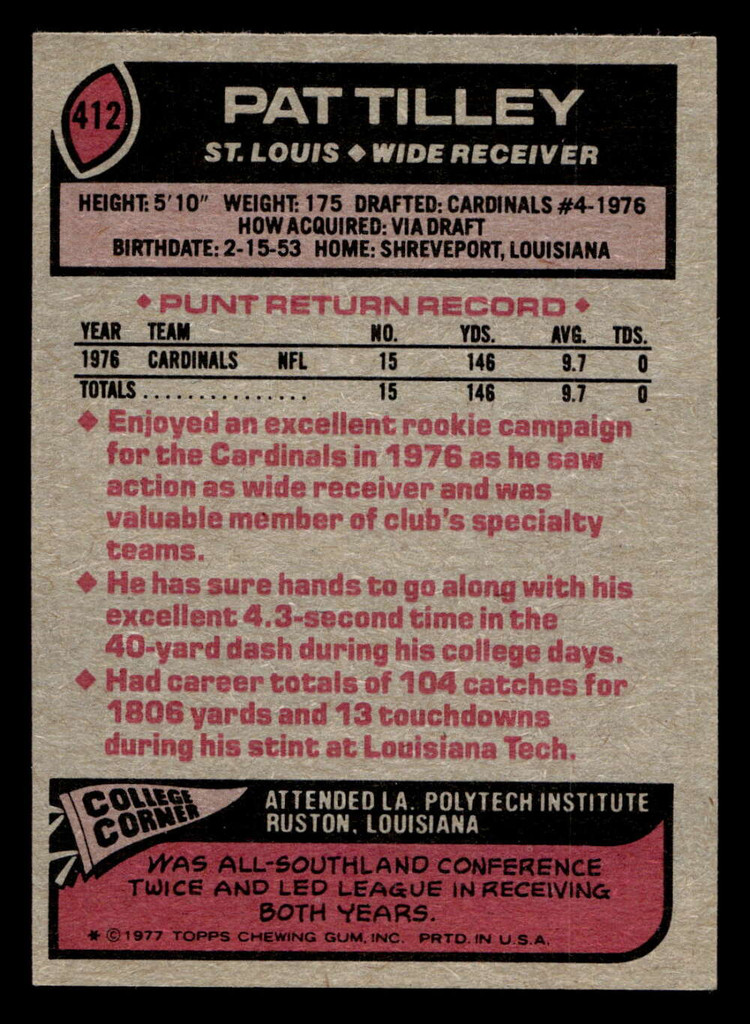 412
PAT TILLEY
ST. LOUIS ◆ WIDE RECEIVER
HEIGHT: 5'10" WEIGHT: 175 DRAFTED: CARDINALS #4-1976
HOW ACQUIRED: VIA DRAFT
BIRTHDATE: 2-15-53 HOME: SHREVEPORT, LOUISIANA
◆ PUNT RETURN RECORD ◆
YEAR TEAM NO. YDS. AVG. TDS.
1976 CARDINALS NFL 15 146 9.7 0
TOTALS................ 15 146 9.7 0
◆ Enjoyed an excellent rookie campaign
for the Cardinals in 1976 as he saw
action as wide receiver and was
valuable member of club's specialty
teams.
◆ He has sure hands to go along with his
excellent 4.3-second time in the
40-yard dash during his college days.
◆ Had career totals of 104 catches for
1806 yards and 13 touchdowns
during his stint at Louisiana Tech.
COLLEGE
CORNER
ATTENDED LA. POLYTECH INSTITUTE
RUSTON, LOUISIANA
WAS ALL-SOUTHLAND CONFERENCE
TWICE AND LED LEAGUE IN RECEIVING
BOTH YEARS.
* © 1977 TOPPS CHEWING GUM, INC. PRTD. IN U.S.A.